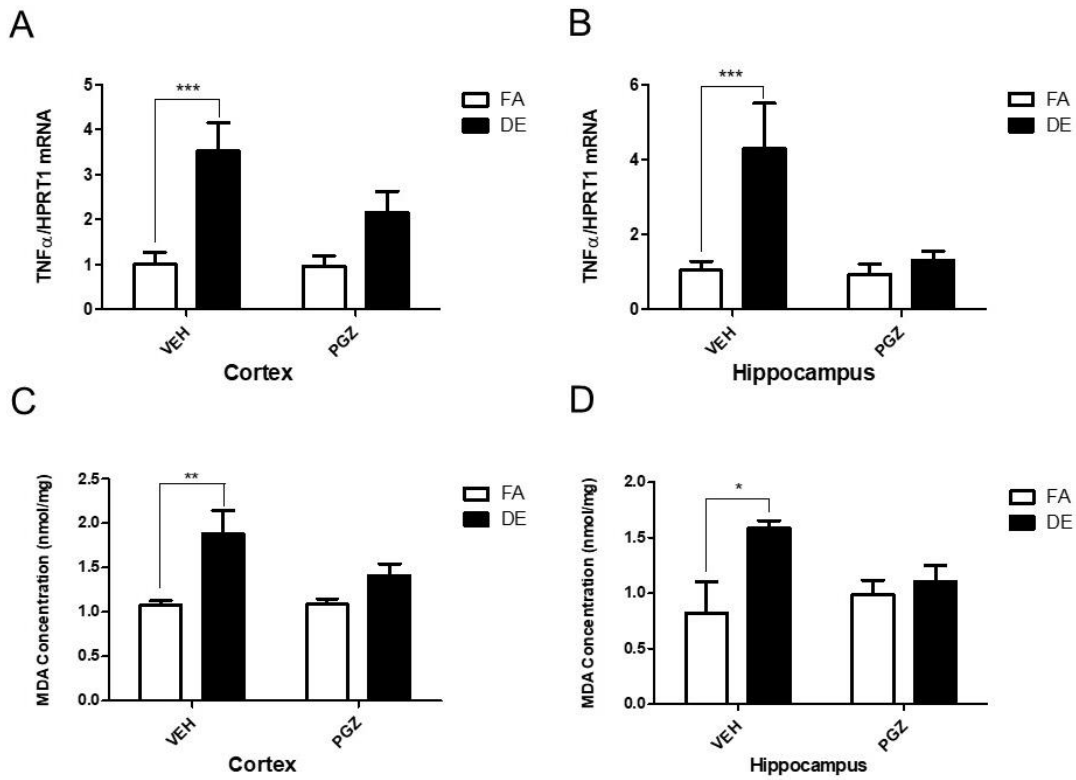 A
TNFα/HPRT1 mRNA
5
4
3
2
1
0
***
FA
DE
VEH
PGZ
Cortex
B
TNFα/HPRT1 mRNA
6
4
2
0
***
FA
DE
VEH
PGZ
Hippocampus
C
MDA Concentration (nmol/mg)
2.5
2.0
1.5
1.0
0.5
0.0
**
FA
DE
VEH
PGZ
Cortex
D
MDA Concentration (nmol/mg)
2.0
1.5
1.0
0.5
0.0
*
FA
DE
VEH
PGZ
Hippocampus